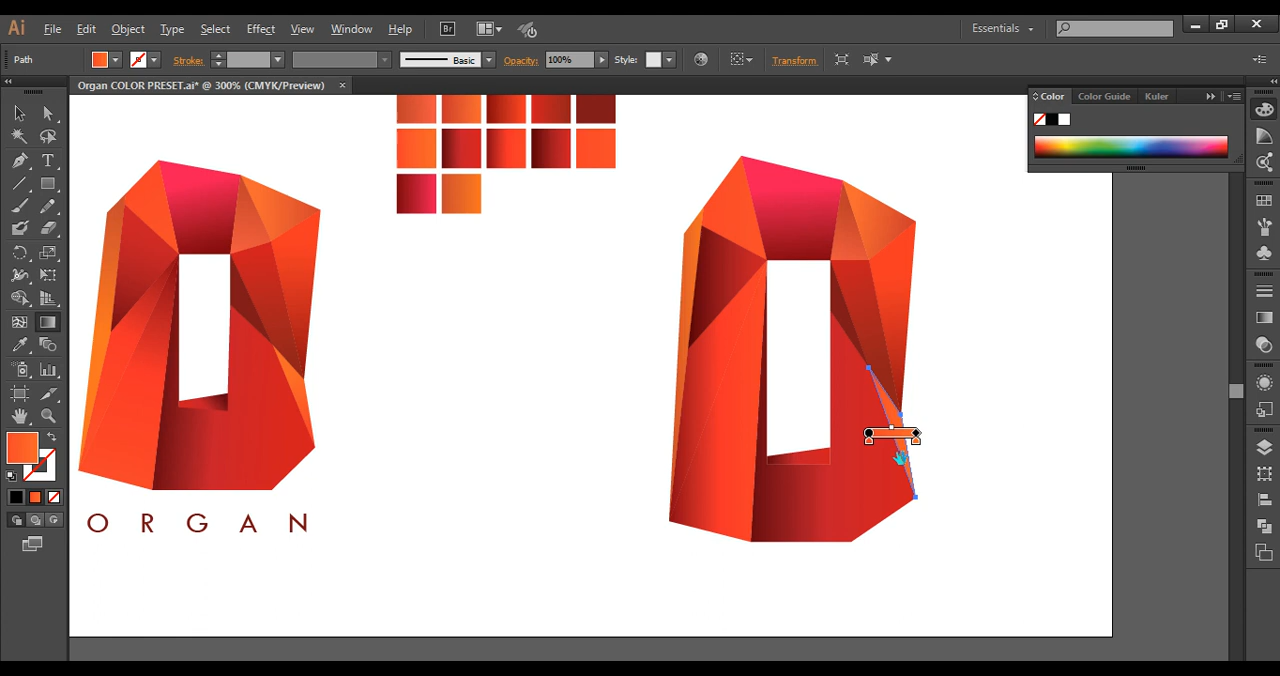 Ai File Edit Object Type Select Effect View Window Help Br Essentials
Path Stroke: Basic Opacity: 100% Style: Transform
Organ COLOR PRESET.ai* @ 300% (CMYK/Preview) ×
Color Color Guide Kuler
T
ORGAN